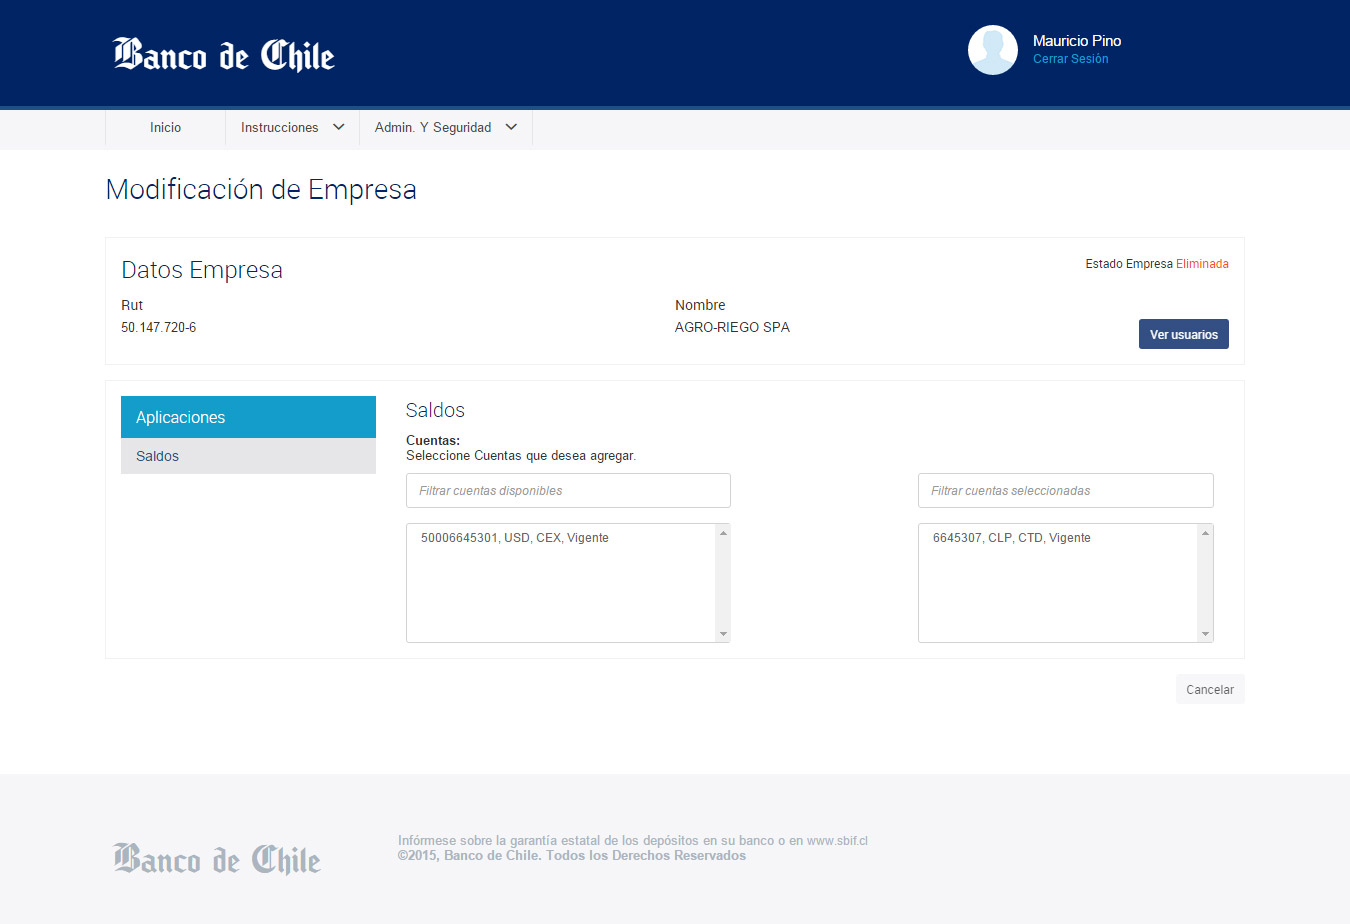 Banco de Chile
Mauricio Pino
Cerrar Sesión
Inicio
Instrucciones
Admin. Y Seguridad
Modificación de Empresa
Datos Empresa
Estado Empresa Eliminada
Rut
Nombre
50.147.720-6
AGRO-RIEGO SPA
Ver usuarios
Aplicaciones
Saldos
Saldos
Cuentas:
Seleccione Cuentas que desea agregar.
Filtrar cuentas disponibles
Filtrar cuentas seleccionadas
50006645301, USD, CEX, Vigente
6645307, CLP, CTD, Vigente
Cancelar
Banco de Chile
Infórmese sobre la garantía estatal de los depósitos en su banco o en www.sbif.cl
©2015, Banco de Chile. Todos los Derechos Reservados